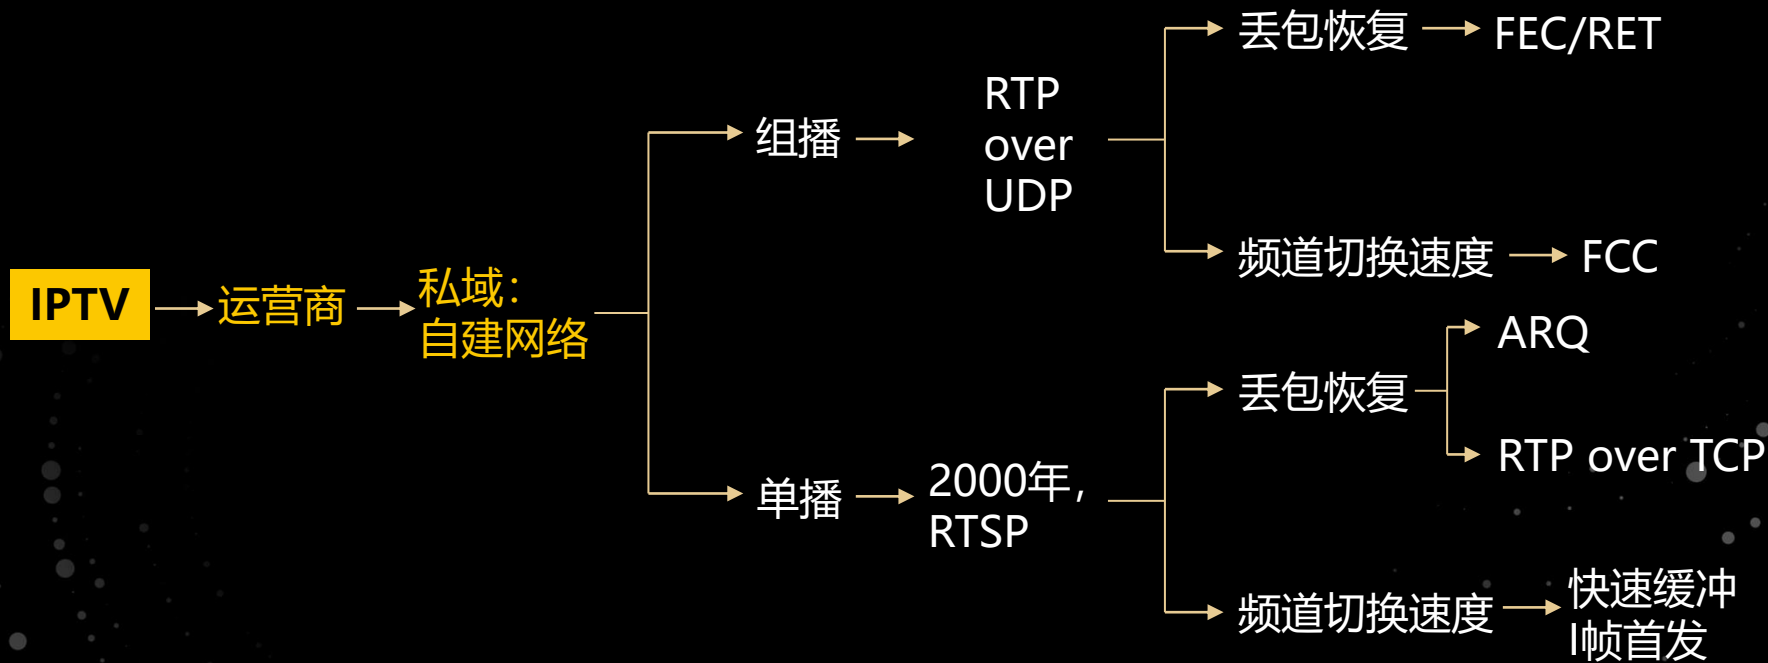 IPTV
运营商
私域：
自建网络
组播
RTP
over
UDP
丢包恢复
FEC/RET
频道切换速度
FCC
单播
2000年，
RTSP
丢包恢复
ARQ
RTP over TCP
频道切换速度
快速缓冲
I帧首发